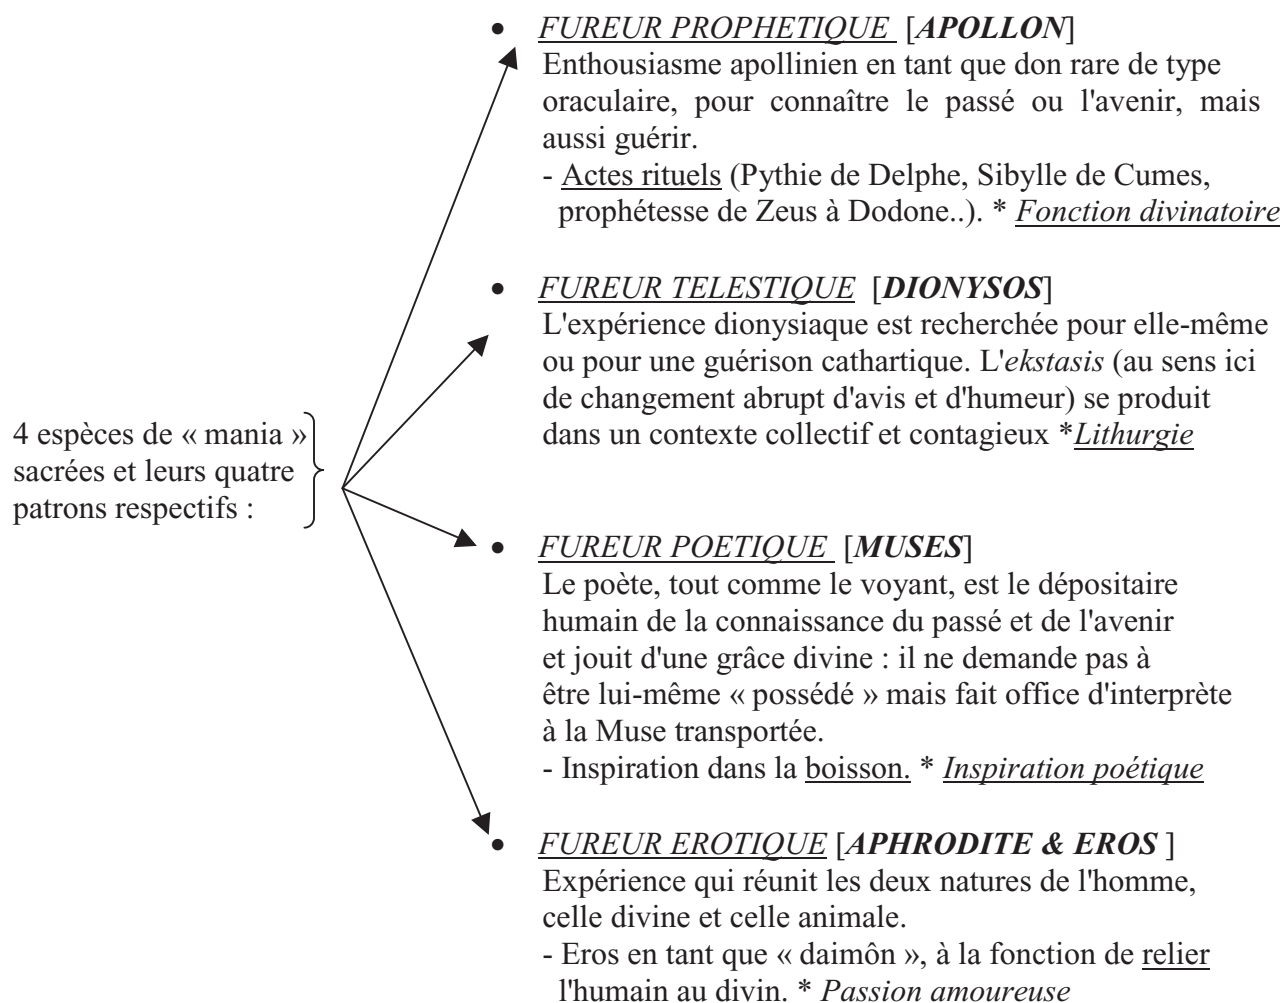 4 espèces de « mania »
sacrées et leurs quatre
patrons respectifs :
• FUREUR PROPHETIQUE [APOLLON]
Enthousiasme apollinien en tant que don rare de type
oraculaire, pour connaître le passé ou l'avenir, mais
aussi guérir.
- Actes rituels (Pythie de Delphe, Sibylle de Cumes,
prophétesse de Zeus à Dodone..). * Fonction divinatoire
• FUREUR TELESTIQUE [DIONYSOS]
L'expérience dionysiaque est recherchée pour elle-même
ou pour une guérison cathartique. L'ekstasis (au sens ici
de changement abrupt d'avis et d'humeur) se produit
dans un contexte collectif et contagieux *Lithurgie
• FUREUR POETIQUE [MUSES]
Le poète, tout comme le voyant, est le dépositaire
humain de la connaissance du passé et de l'avenir
et jouit d'une grâce divine : il ne demande pas à
être lui-même « possédé » mais fait office d'interprète
à la Muse transportée.
- Inspiration dans la boisson. * Inspiration poétique
• FUREUR EROTIQUE [APHRODITE & EROS ]
Expérience qui réunit les deux natures de l'homme,
celle divine et celle animale.
- Eros en tant que « daimôn », à la fonction de relier
l'humain au divin. * Passion amoureuse